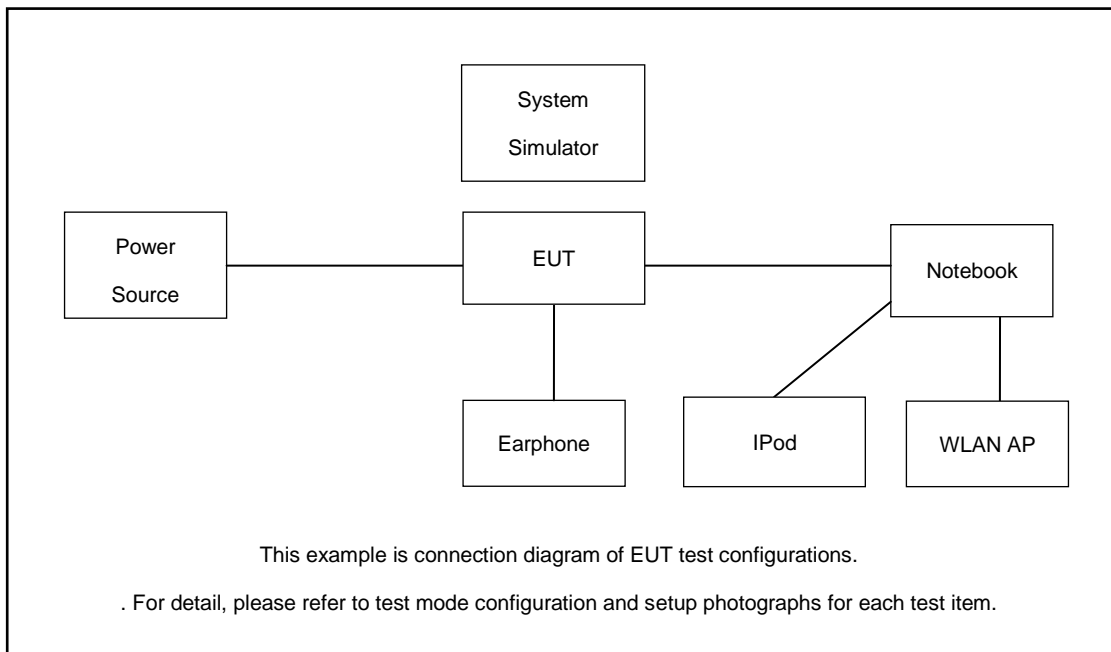 System
Simulator
Power
Source
EUT
Notebook
Earphone
IPod
WLAN AP
This example is connection diagram of EUT test configurations.
. For detail, please refer to test mode configuration and setup photographs for each test item.